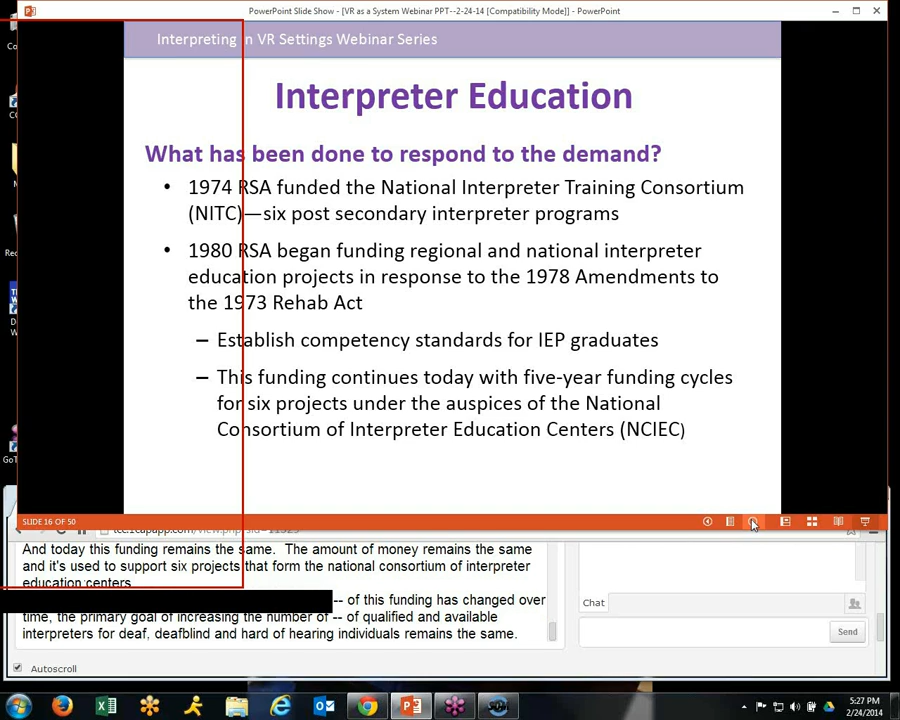 PowerPoint Slide Show - [VR as a System Webinar PPT--2-24-14 [Compatibility Mode]] - PowerPoint
Interpreting in VR Settings Webinar Series
Interpreter Education
What has been done to respond to the demand?
• 1974 RSA funded the National Interpreter Training Consortium
(NITC)—six post secondary interpreter programs
• 1980 RSA began funding regional and national interpreter
education projects in response to the 1978 Amendments to
the 1973 Rehab Act
– Establish competency standards for IEP graduates
– This funding continues today with five-year funding cycles
for six projects under the auspices of the National
Consortium of Interpreter Education Centers (NCIEC)
SLIDE 16 OF 50
And today this funding remains the same. The amount of money remains the same
and it's used to support six projects that form the national consortium of interpreter
education centers
-- of this funding has changed over
time, the primary goal of increasing the number of -- of qualified and available
interpreters for deaf, deafblind and hard of hearing individuals remains the same.
Chat
Send
Autoscroll
5:27 PM
2/24/2014